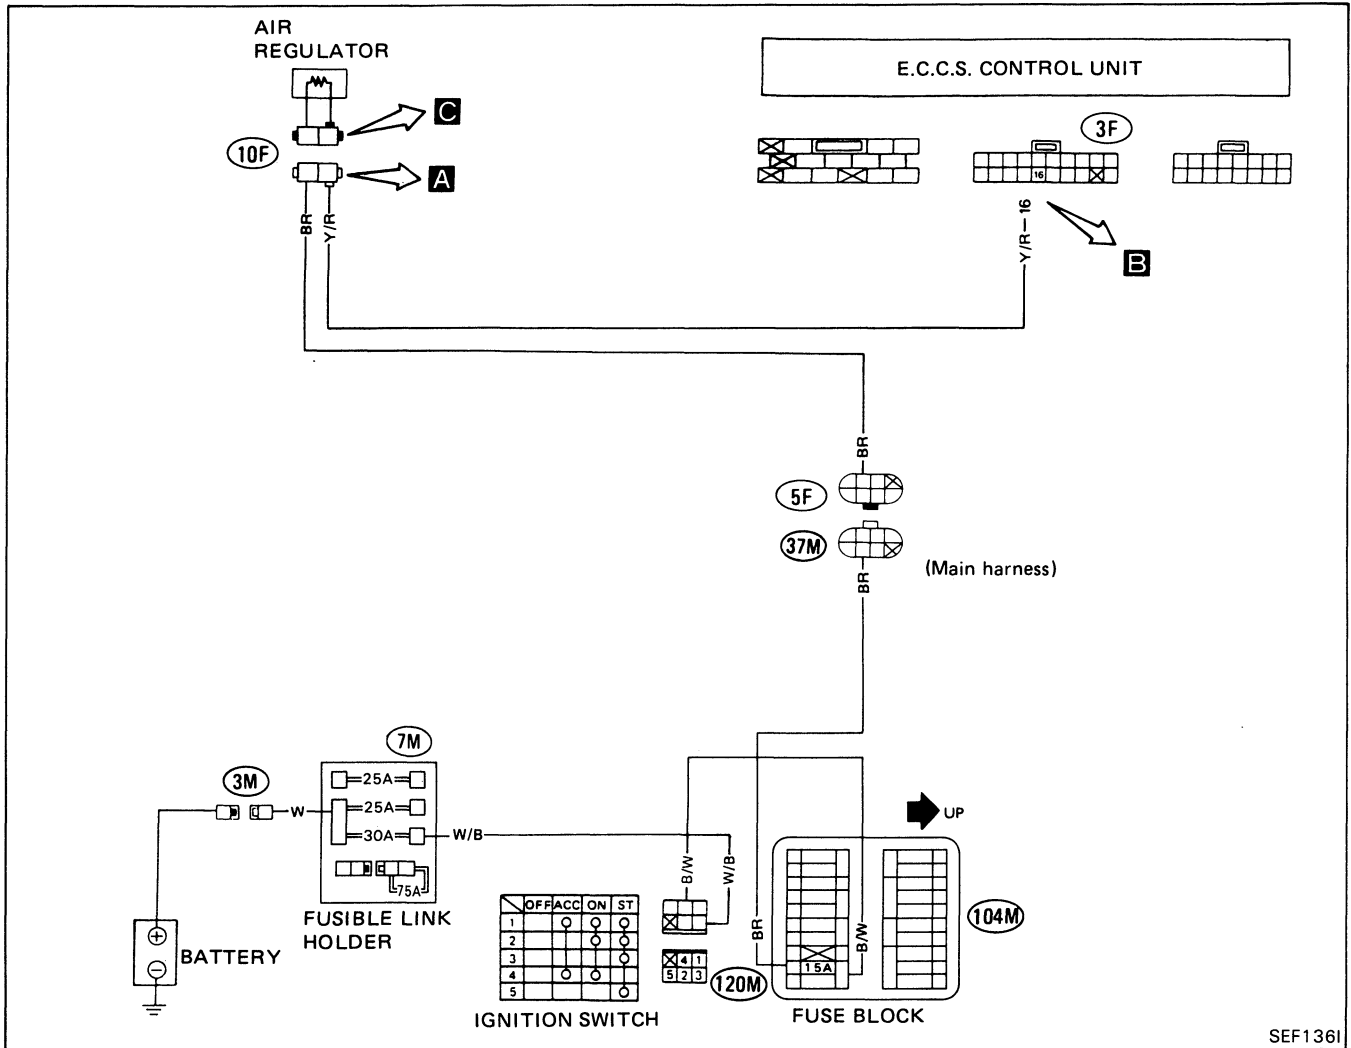 AIR
REGULATOR
C
10F
A
BR
Y/R
E.C.C.S. CONTROL UNIT
3F
16
Y/R
16
B
BR
5F
37M
(Main harness)
BR
7M
3M
W
25A
25A
30A
75A
W/B
FUSIBLE LINK
HOLDER
BATTERY
OFF ACC ON ST
1
2
3
4
5
IGNITION SWITCH
B/W
W/B
4 1
5 2 3
120M
UP
BR
B/W
15A
104M
FUSE BLOCK
SEF136I